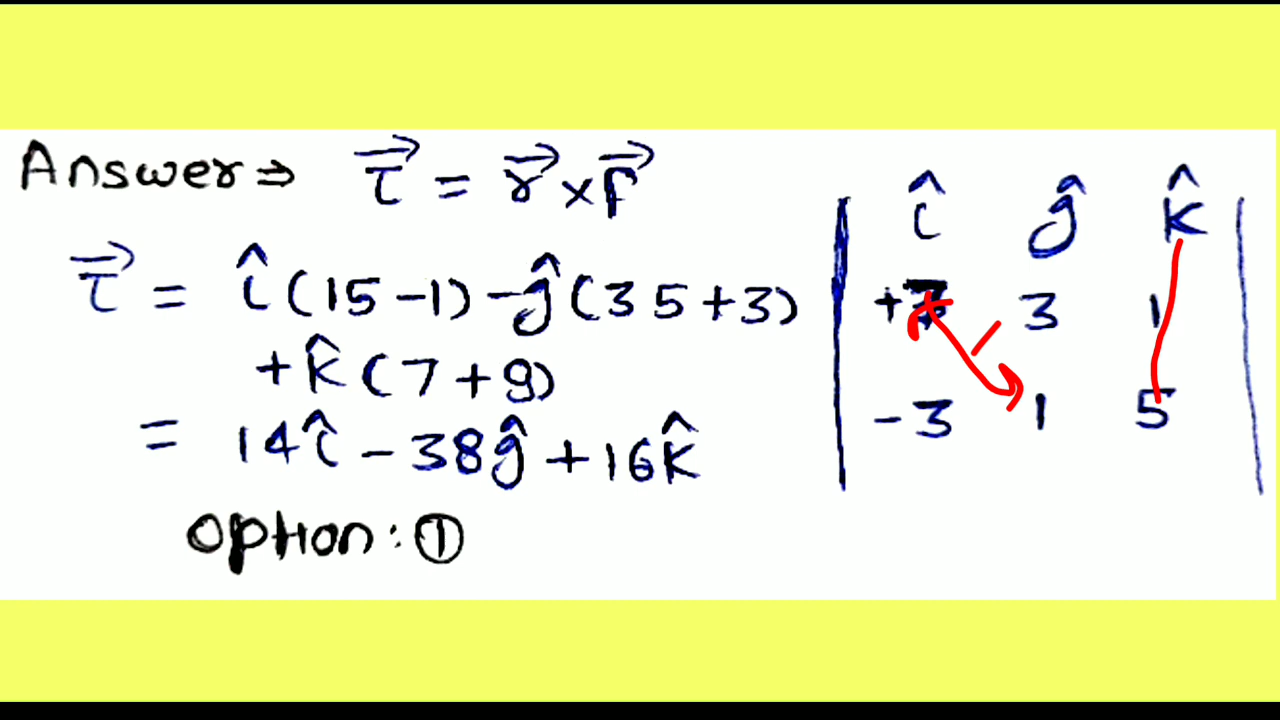 Answer ⇒ τ⃗ = r⃗ × F⃗
τ⃗ = î (15 - 1) - ĵ (35 + 3)
+ k̂ (7 + 9)
= 14î - 38ĵ + 16k̂
option: ①
î ĵ k̂
+7 3 1
-3 1 5